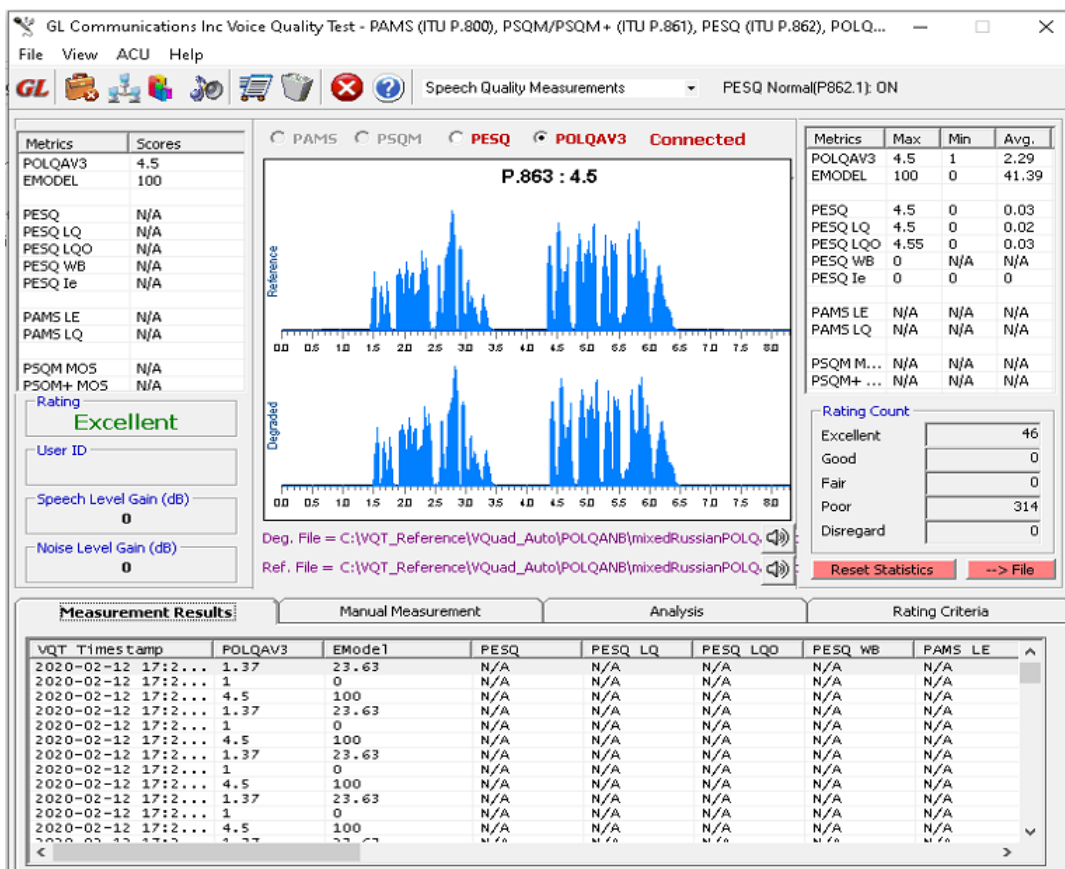 GL Communications Inc Voice Quality Test - PAMS (ITU P.800), PSQM/PSQM+ (ITU P.861), PESQ (ITU P.862), POLQ...
File View ACU Help
GL Speech Quality Measurements PESQ Normal(P862.1): ON
Metrics Scores
POLQAV3 4.5
EMODEL 100
PESQ N/A
PESQ LQ N/A
PESQ LQO N/A
PESQ WB N/A
PESQ Ie N/A
PAMS LE N/A
PAMS LQ N/A
PSQM MOS N/A
PSQM+ MOS N/A
Rating
Excellent
User ID
Speech Level Gain (dB)
0
Noise Level Gain (dB)
0
PAMS PSQM PESQ POLQAV3 Connected
P.863 : 4.5
Reference
0.0 0.5 1.0 1.5 2.0 2.5 3.0 3.5 4.0 4.5 5.0 5.5 6.0 6.5 7.0 7.5 8.0
Degraded
0.0 0.5 1.0 1.5 2.0 2.5 3.0 3.5 4.0 4.5 5.0 5.5 6.0 6.5 7.0 7.5 8.0
Deg. File = C:\VQT_Reference\VQuad_Auto\POLQANB\mixedRussianPOLQ
Ref. File = C:\VQT_Reference\VQuad_Auto\POLQANB\mixedRussianPOLQ
Metrics Max Min Avg.
POLQAV3 4.5 1 2.29
EMODEL 100 0 41.39
PESQ 4.5 0 0.03
PESQ LQ 4.5 0 0.02
PESQ LQO 4.55 0 0.03
PESQ WB 0 N/A N/A
PESQ Ie 0 0 0
PAMS LE N/A N/A N/A
PAMS LQ N/A N/A N/A
PSQM M... N/A N/A N/A
PSQM+ ... N/A N/A N/A
Rating Count
Excellent 46
Good 0
Fair 0
Poor 314
Disregard 0
Reset Statistics --> File
Measurement Results Manual Measurement Analysis Rating Criteria
VQT Timestamp POLQAV3 EModel PESQ PESQ LQ PESQ LQO PESQ WB PAMS LE
2020-02-12 17:2... 1.37 23.63 N/A N/A N/A N/A N/A
2020-02-12 17:2... 1 0 N/A N/A N/A N/A N/A
2020-02-12 17:2... 4.5 100 N/A N/A N/A N/A N/A
2020-02-12 17:2... 1.37 23.63 N/A N/A N/A N/A N/A
2020-02-12 17:2... 1 0 N/A N/A N/A N/A N/A
2020-02-12 17:2... 4.5 100 N/A N/A N/A N/A N/A
2020-02-12 17:2... 1.37 23.63 N/A N/A N/A N/A N/A
2020-02-12 17:2... 1 0 N/A N/A N/A N/A N/A
2020-02-12 17:2... 4.5 100 N/A N/A N/A N/A N/A
2020-02-12 17:2... 1.37 23.63 N/A N/A N/A N/A N/A
2020-02-12 17:2... 1 0 N/A N/A N/A N/A N/A
2020-02-12 17:2... 4.5 100 N/A N/A N/A N/A N/A